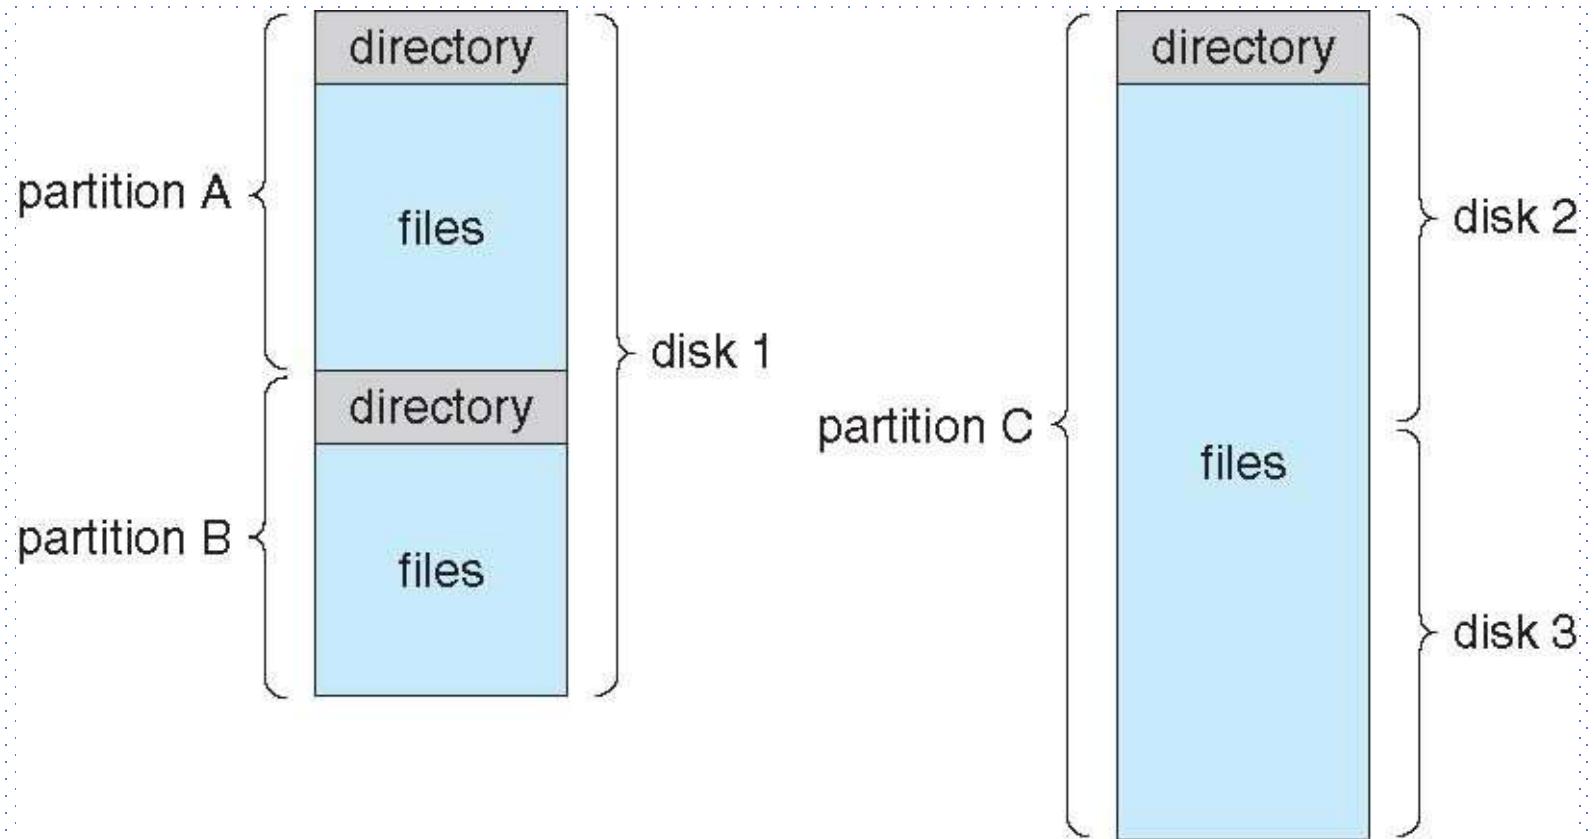 directory
partition A
files
disk 1
directory
partition B
files
directory
disk 2
partition C
files
disk 3